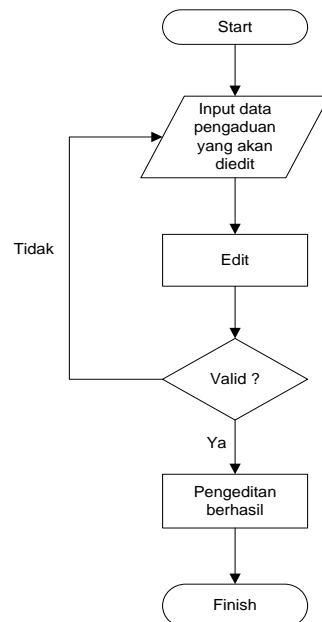 Start
Input data
pengaduan
yang akan
diedit
Tidak
Edit
Valid ?
Ya
Pengeditan
berhasil
Finish